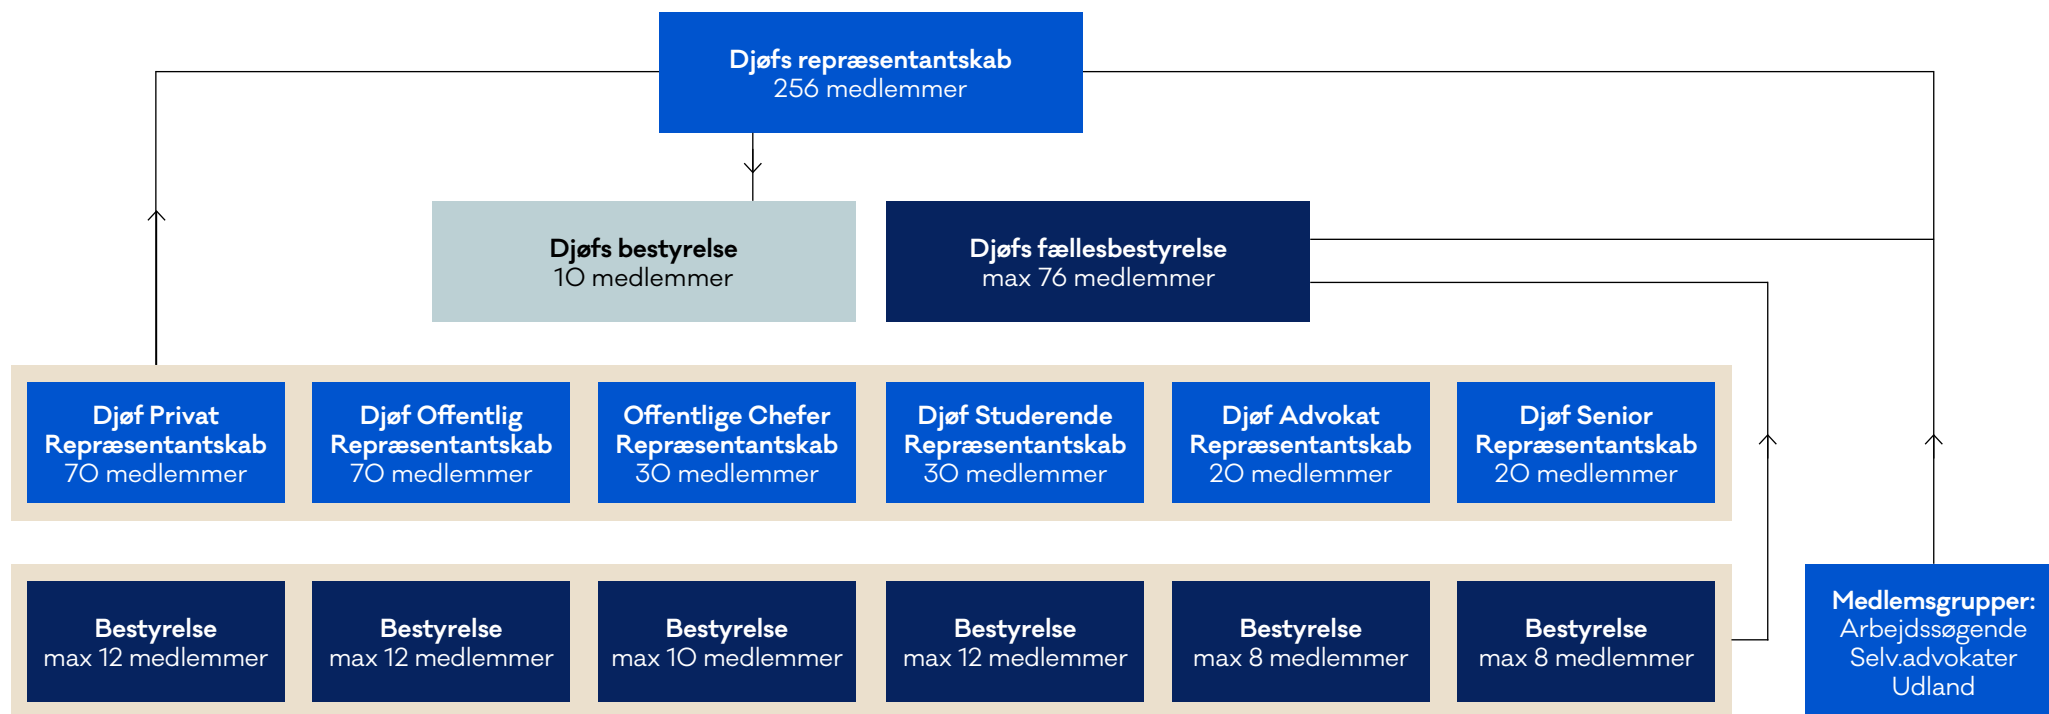 Djøfs repræsentantskab
256 medlemmer
Djøfs bestyrelse
10 medlemmer
Djøfs fællesbestyrelse
max 76 medlemmer
Djøf Privat
Repræsentantskab
70 medlemmer
Djøf Offentlig
Repræsentantskab
70 medlemmer
Offentlige Chefer
Repræsentantskab
30 medlemmer
Djøf Studerende
Repræsentantskab
30 medlemmer
Djøf Advokat
Repræsentantskab
20 medlemmer
Djøf Senior
Repræsentantskab
20 medlemmer
Bestyrelse
max 12 medlemmer
Bestyrelse
max 12 medlemmer
Bestyrelse
max 10 medlemmer
Bestyrelse
max 12 medlemmer
Bestyrelse
max 8 medlemmer
Bestyrelse
max 8 medlemmer
Medlemsgrupper:
Arbejdssøgende
Selv.advokater
Udland